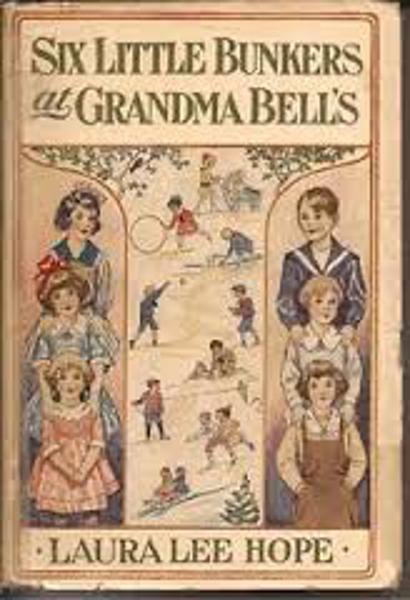 SIX LITTLE BUNKERS
at GRANDMA BELL'S
· LAURA LEE HOPE ·